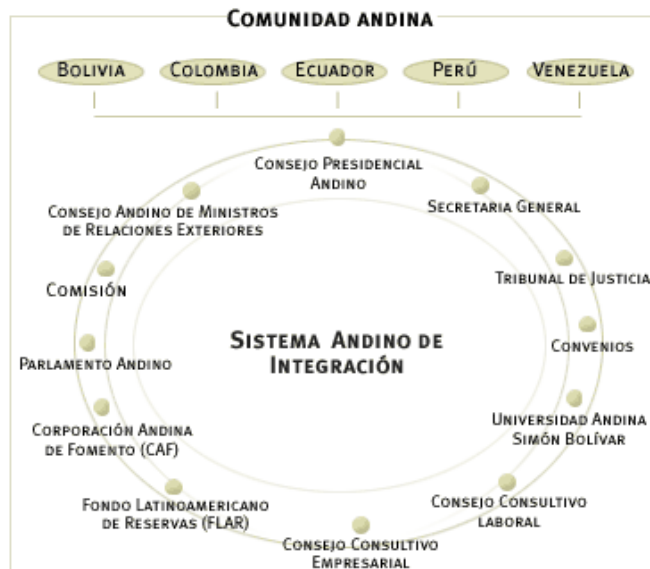 COMUNIDAD ANDINA
BOLIVIA
COLOMBIA
ECUADOR
PERÚ
VENEZUELA
CONSEJO PRESIDENCIAL
ANDINO
CONSEJO ANDINO DE MINISTROS
DE RELACIONES EXTERIORES
SECRETARIA GENERAL
COMISIÓN
TRIBUNAL DE JUSTICIA
SISTEMA ANDINO DE
INTEGRACIÓN
PARLAMENTO ANDINO
CONVENIOS
CORPORACIÓN ANDINA
DE FOMENTO (CAF)
UNIVERSIDAD ANDINA
SIMÓN BOLÍVAR
FONDO LATINOAMERICANO
DE RESERVAS (FLAR)
CONSEJO CONSULTIVO
LABORAL
CONSEJO CONSULTIVO
EMPRESARIAL